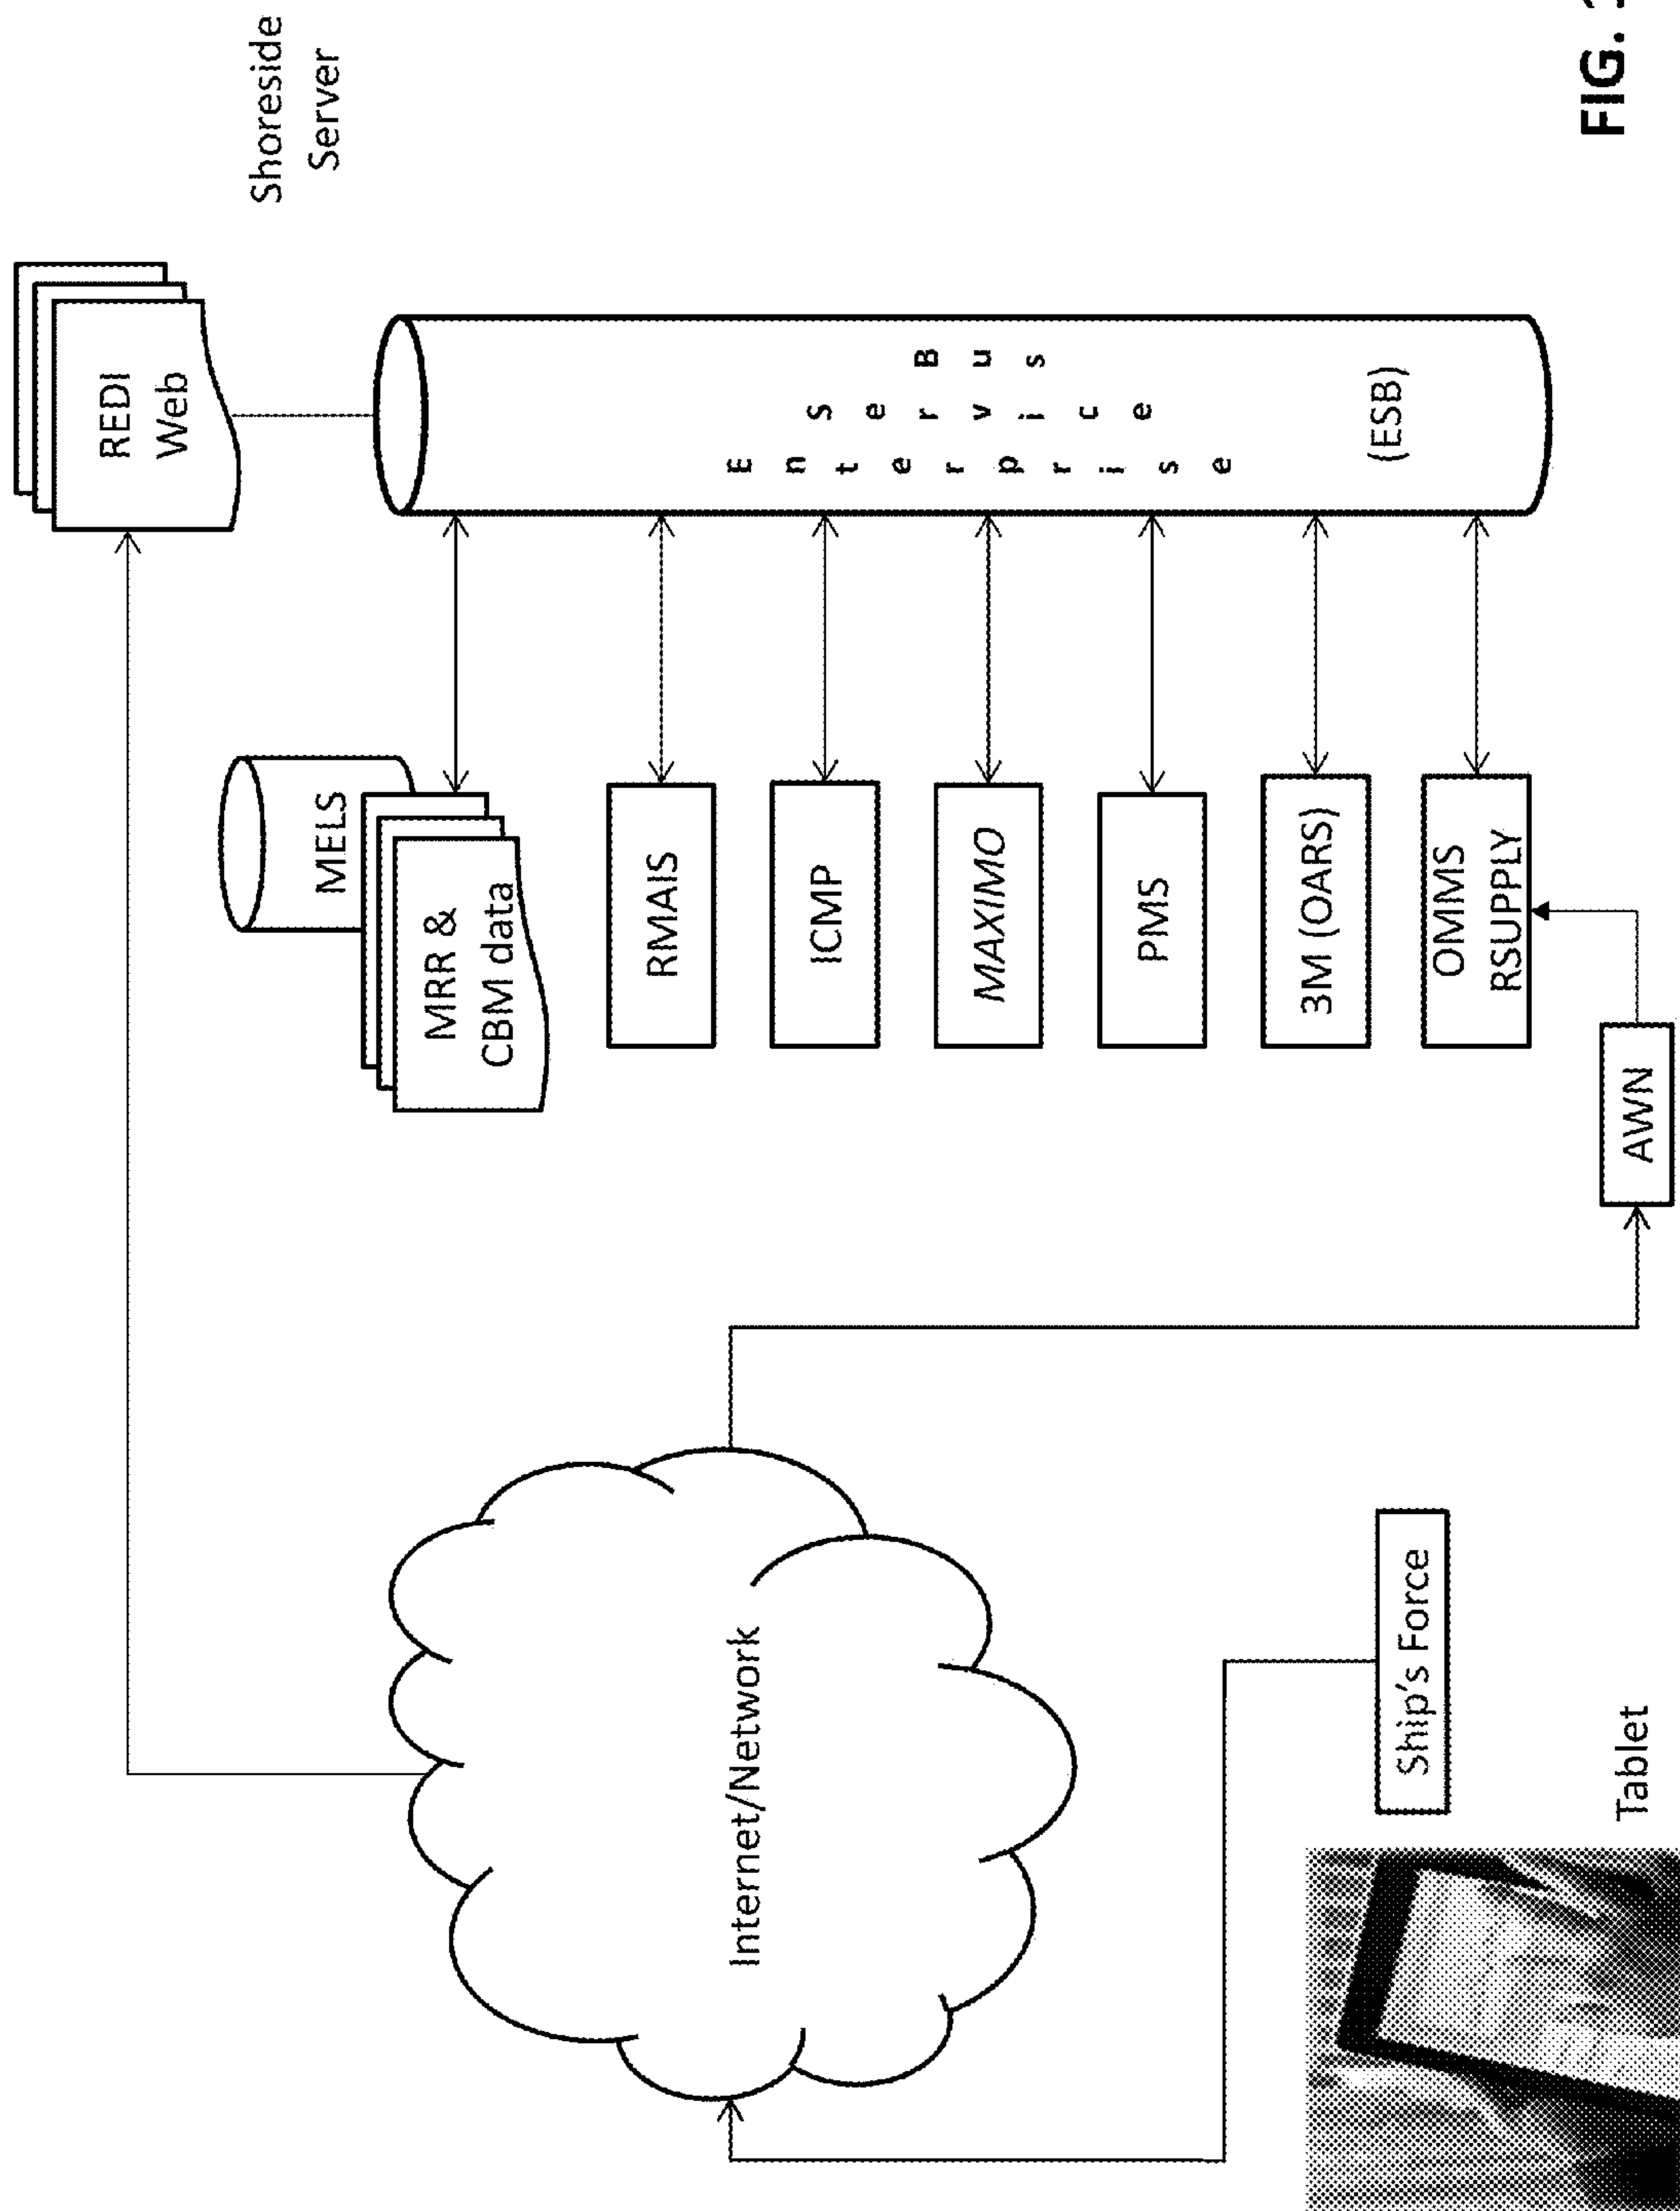 REDI
Web
Shoreside
Server
MELS
MRR &
CBM data
RMAIS
ICMP
MAXIMO
PMS
3M (OARS)
OMMS
RSUPPLY
AWN
Enterprise
Service
Bus
(ESB)
Internet/Network
Ship's Force
Tablet
FIG.